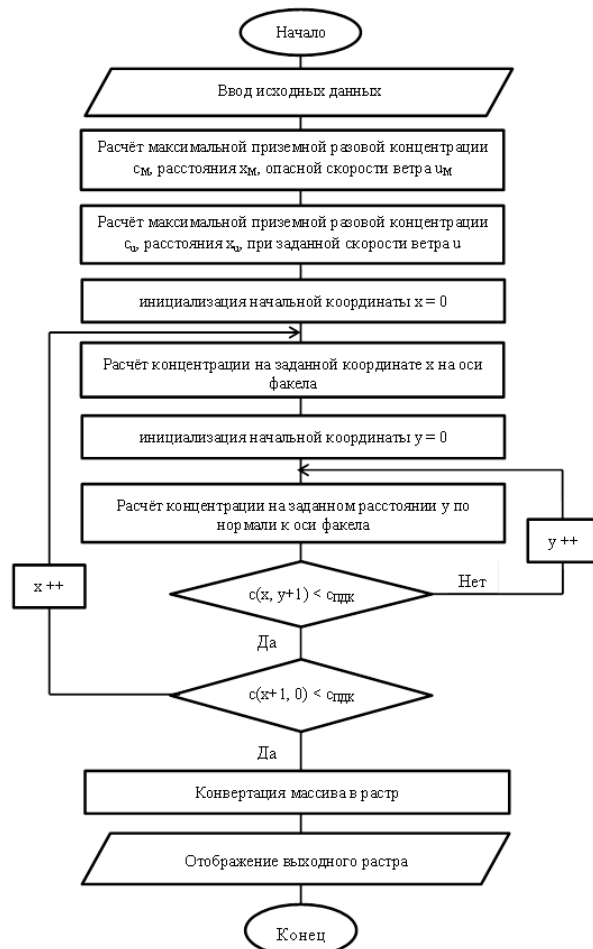 Начало
Ввод исходных данных
Расчёт максимальной приземной разовой концентрации
cМ, расстояния xМ, опасной скорости ветра uМ
Расчёт максимальной приземной разовой концентрации
cu, расстояния xu, при заданной скорости ветра u
инициализация начальной координаты x = 0
Расчёт концентрации на заданной координате x на оси
факела
инициализация начальной координаты y = 0
Расчёт концентрации на заданном расстоянии y по
нормали к оси факела
y ++
x ++
c(x, y+1) < cпдк
Нет
Да
c(x+1, 0) < cпдк
Да
Конвертация массива в растр
Отображение выходного растра
Конец